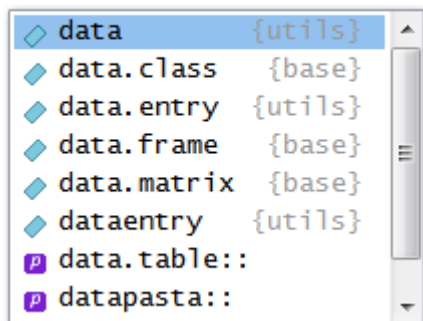 data {utils}
data.class {base}
data.entry {utils}
data.frame {base}
data.matrix {base}
dataentry {utils}
p data.table::
p datapasta::